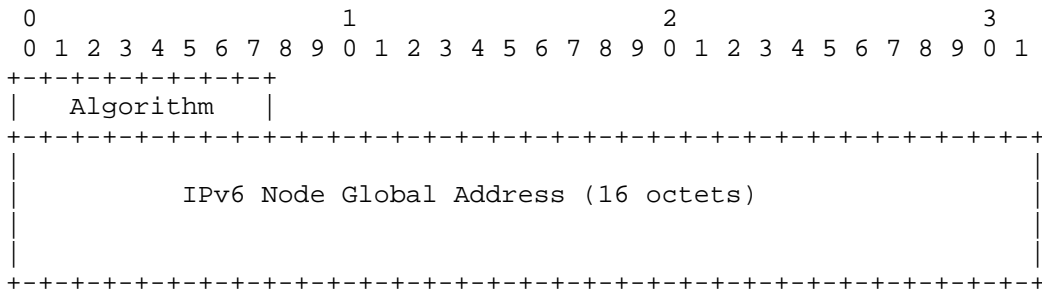 0                   1                   2                   3
 0 1 2 3 4 5 6 7 8 9 0 1 2 3 4 5 6 7 8 9 0 1 2 3 4 5 6 7 8 9 0 1
+-+-+-+-+-+-+-+-+
|   Algorithm   |
+-+-+-+-+-+-+-+-+-+-+-+-+-+-+-+-+-+-+-+-+-+-+-+-+-+-+-+-+-+-+-+-+
|                                                               |
|          IPv6 Node Global Address (16 octets)                 |
|                                                               |
|                                                               |
+-+-+-+-+-+-+-+-+-+-+-+-+-+-+-+-+-+-+-+-+-+-+-+-+-+-+-+-+-+-+-+-+